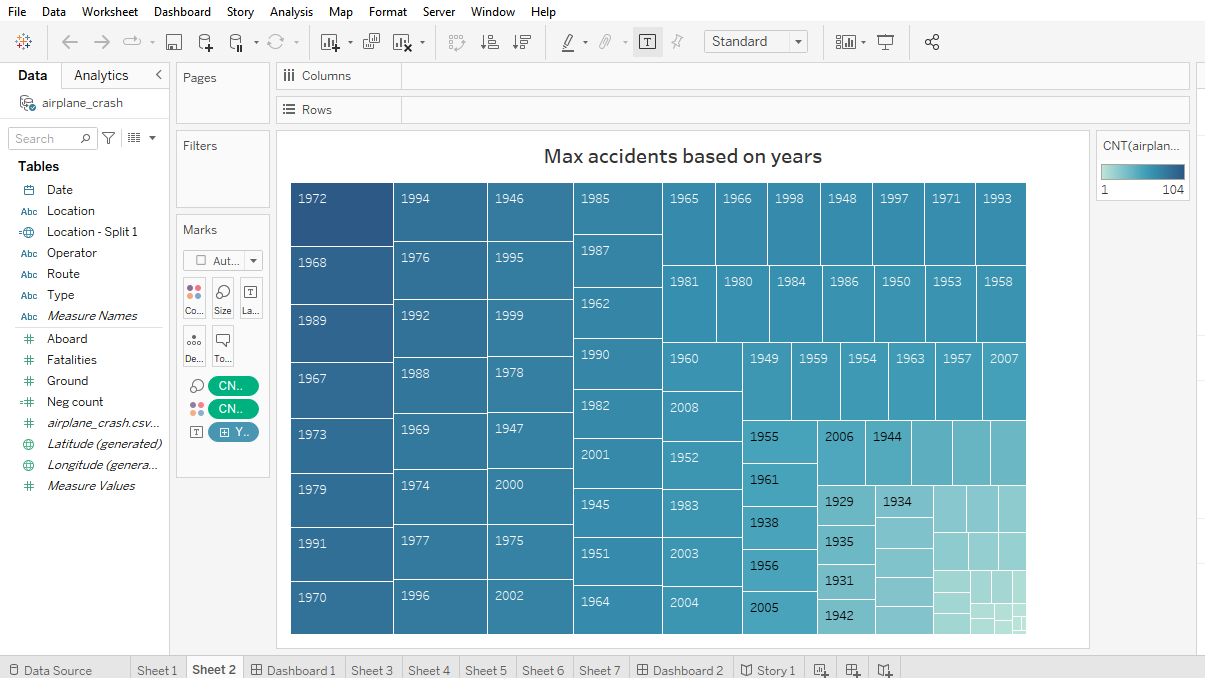 File Data Worksheet Dashboard Story Analysis Map Format Server Window Help
Standard
Data Analytics
airplane_crash
Search
Tables
Date
Abc Location
Location - Split 1
Abc Operator
Abc Route
Abc Type
Abc Measure Names
Aboard
Fatalities
Ground
Neg count
airplane_crash.csv...
Latitude (generated)
Longitude (genera...
Measure Values
Pages
Filters
Marks
Aut...
Co... Size La...
De... To...
CN..
CN..
Y..
Columns
Rows
Max accidents based on years
1972
1968
1989
1967
1973
1979
1991
1970
1994
1976
1992
1988
1969
1974
1977
1996
1946
1995
1999
1978
1947
2000
1975
2002
1985
1987
1962
1990
1982
2001
1945
1951
1964
1965 1966 1998 1948 1997 1971 1993
1981 1980 1984 1986 1950 1953 1958
1960
2008
1952
1983
2003
2004
1949 1959 1954 1963 1957 2007
1955
1961
1938
1956
2005
2006 1944
1929 1934
1935
1931
1942
CNT(airplan...
1 104
Data Source Sheet 1 Sheet 2 Dashboard 1 Sheet 3 Sheet 4 Sheet 5 Sheet 6 Sheet 7 Dashboard 2 Story 1